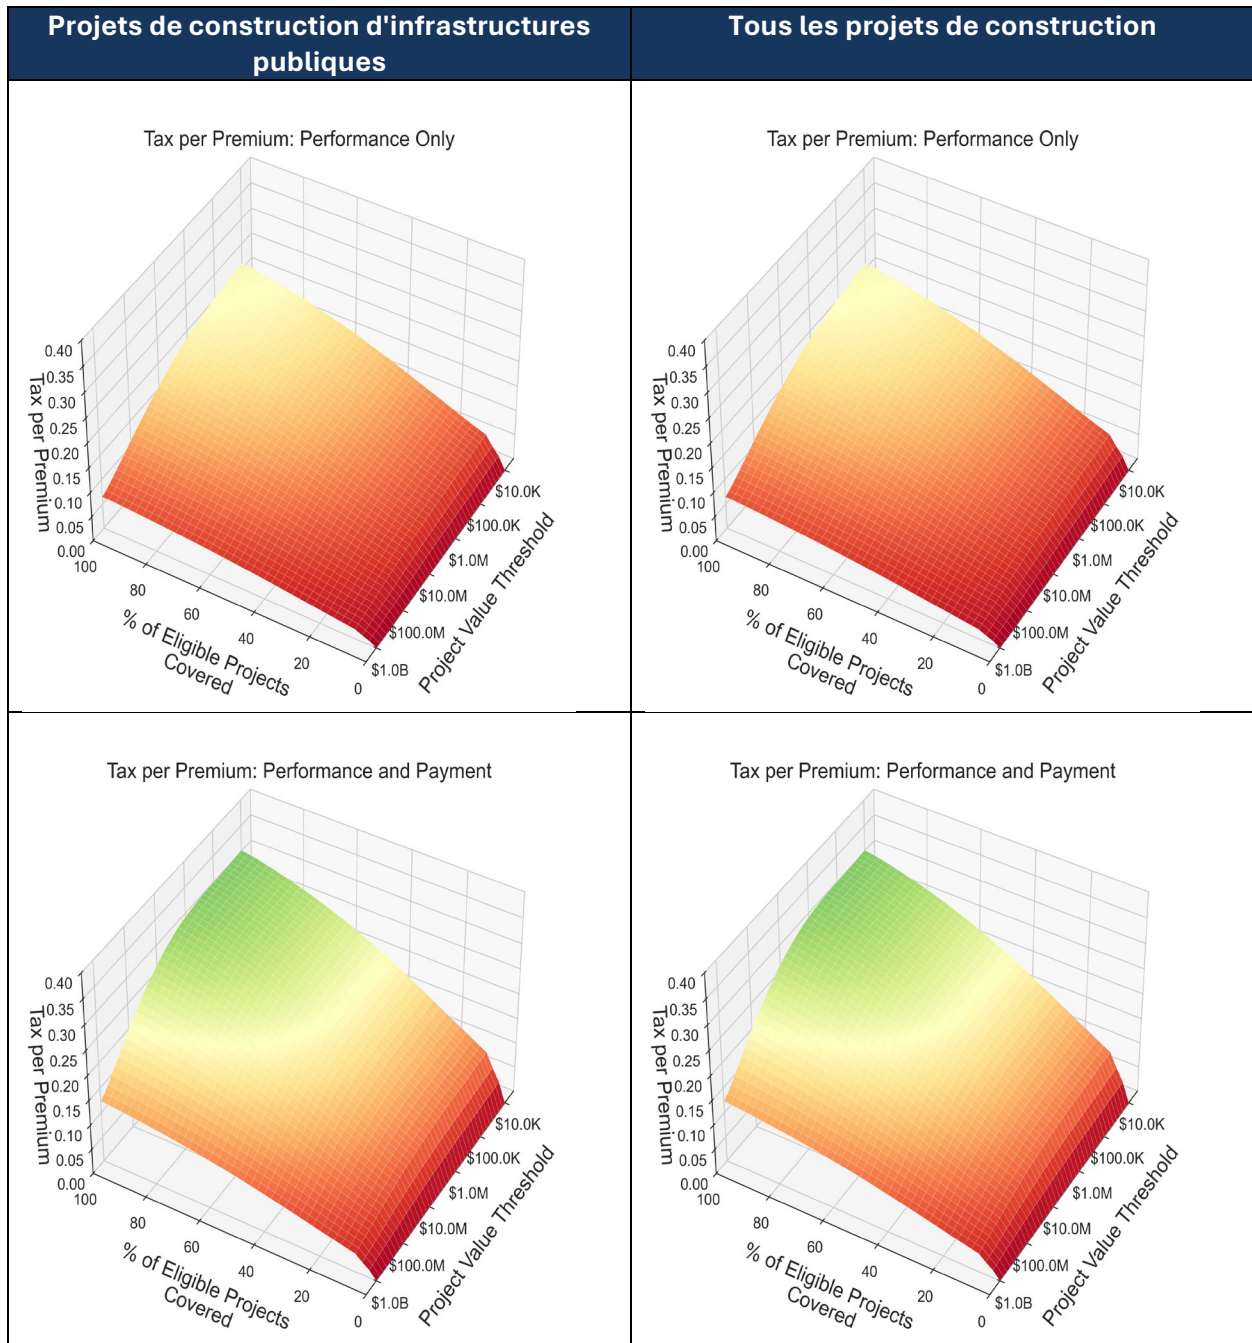 Projets de construction d'infrastructures
publiques
Tous les projets de construction
Tax per Premium: Performance Only
0.40
0.35
0.30
0.25
0.20
0.15
0.10
0.05
0.00
Tax per Premium
100
80
60
40
20
0
% of Eligible Projects
Covered
$10.0K
$100.0K
$1.0M
$10.0M
$100.0M
$1.0B
Project Value Threshold
Tax per Premium: Performance Only
0.40
0.35
0.30
0.25
0.20
0.15
0.10
0.05
0.00
Tax per Premium
100
80
60
40
20
0
% of Eligible Projects
Covered
$10.0K
$100.0K
$1.0M
$10.0M
$100.0M
$1.0B
Project Value Threshold
Tax per Premium: Performance and Payment
0.40
0.35
0.30
0.25
0.20
0.15
0.10
0.05
0.00
Tax per Premium
100
80
60
40
20
0
% of Eligible Projects
Covered
$10.0K
$100.0K
$1.0M
$10.0M
$100.0M
$1.0B
Project Value Threshold
Tax per Premium: Performance and Payment
0.40
0.35
0.30
0.25
0.20
0.15
0.10
0.05
0.00
Tax per Premium
100
80
60
40
20
0
% of Eligible Projects
Covered
$10.0K
$100.0K
$1.0M
$10.0M
$100.0M
$1.0B
Project Value Threshold